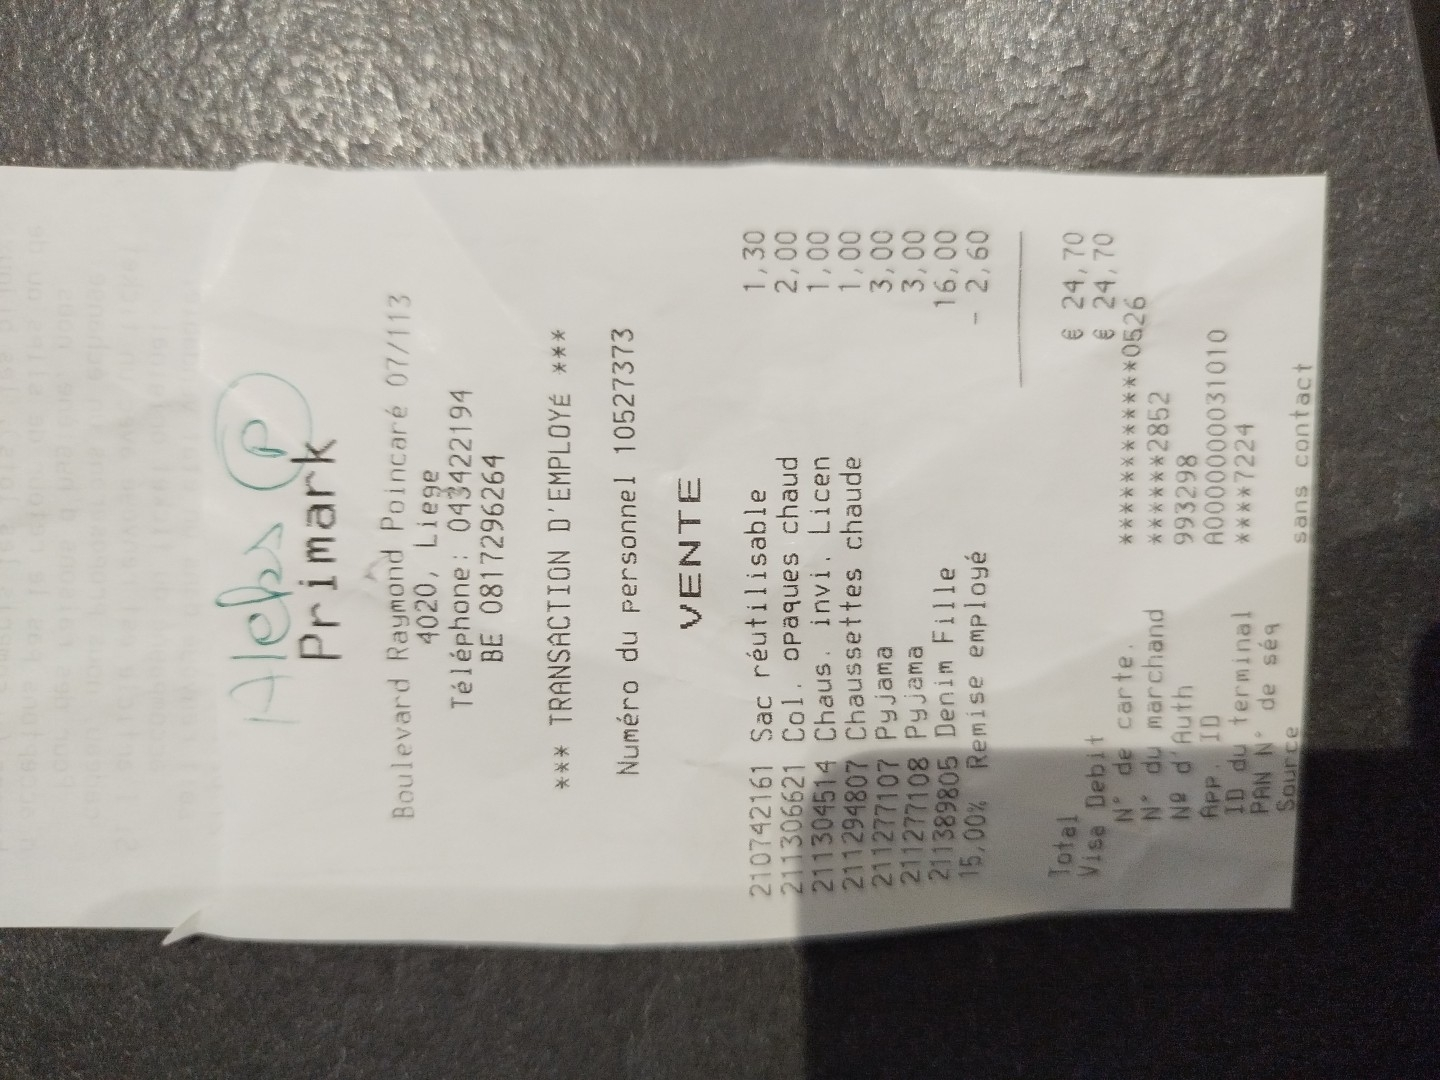 P
Primark
Boulevard Raymond Poincaré 07/113
4020, Liege
Téléphone: 043422194
BE 0817296264
*** TRANSACTION D'EMPLOYÉ ***
Numéro du personnel 10527373
VENTE
210742161 Sac réutilisable 1,30
211306621 Col. opaques chaud 2,00
211304514 Chaus. invi. Licen 1,00
211294807 Chaussettes chaude 1,00
211277107 Pyjama 3,00
211277108 Pyjama 3,00
211389805 Denim Fille 16,00
15,00% Remise employé - 2,60
Total € 24,70
Visa Debit € 24,70
N° de carte. ************0526
N° du marchand ******2852
Nº d'Auth 993298
App. ID A0000000031010
ID du terminal ****7224
PAN N° de séq
Source sans contact